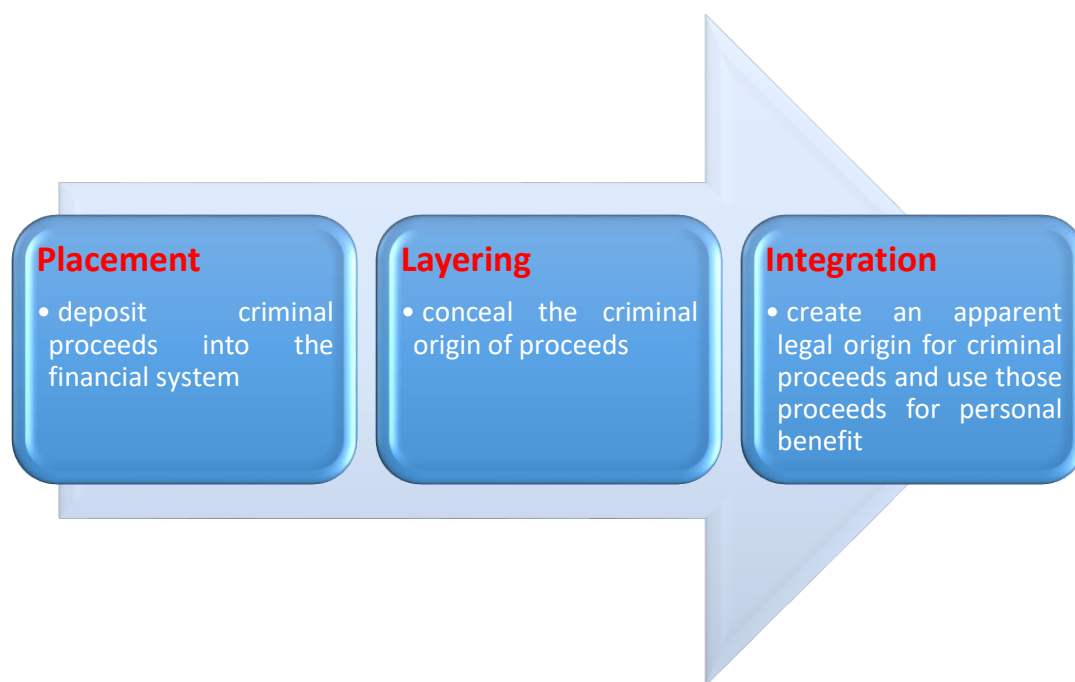 Placement
• deposit criminal
proceeds into the
financial system
Layering
• conceal the criminal
origin of proceeds
Integration
• create an apparent
legal origin for criminal
proceeds and use those
proceeds for personal
benefit